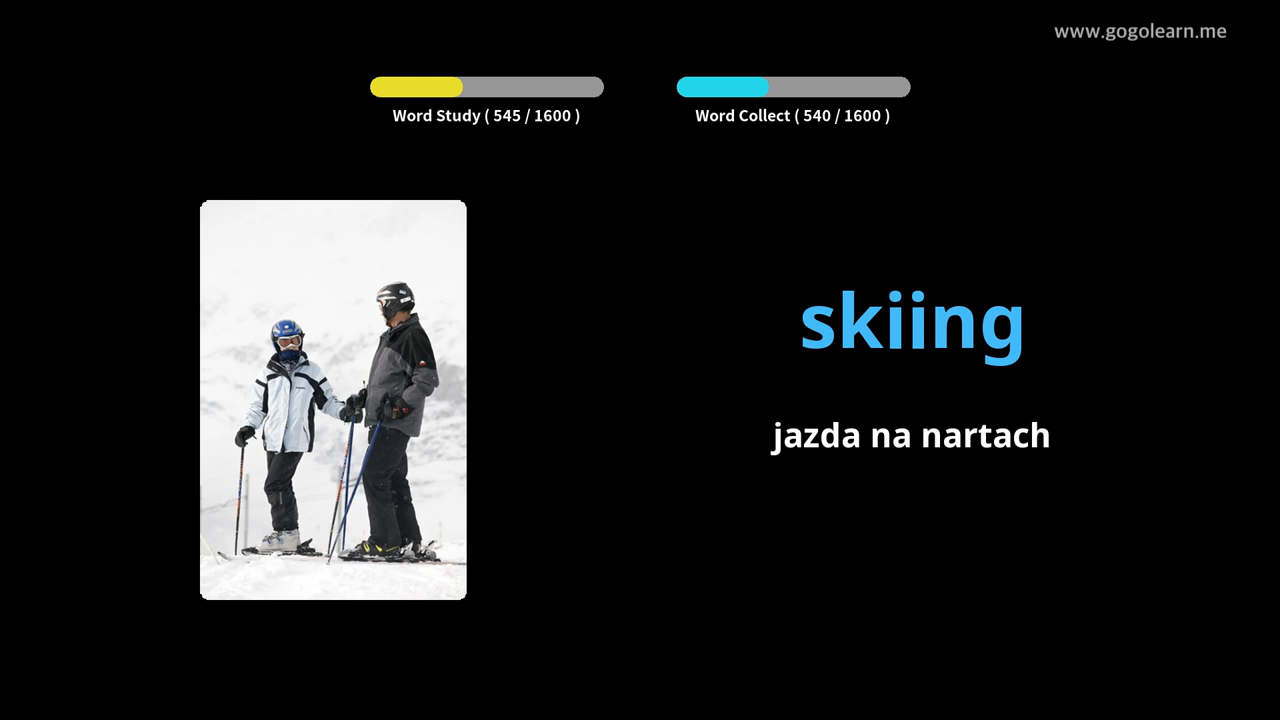 www.gogolearn.me
Word Study ( 545 / 1600 )
Word Collect ( 540 / 1600 )
skiing
jazda na nartach